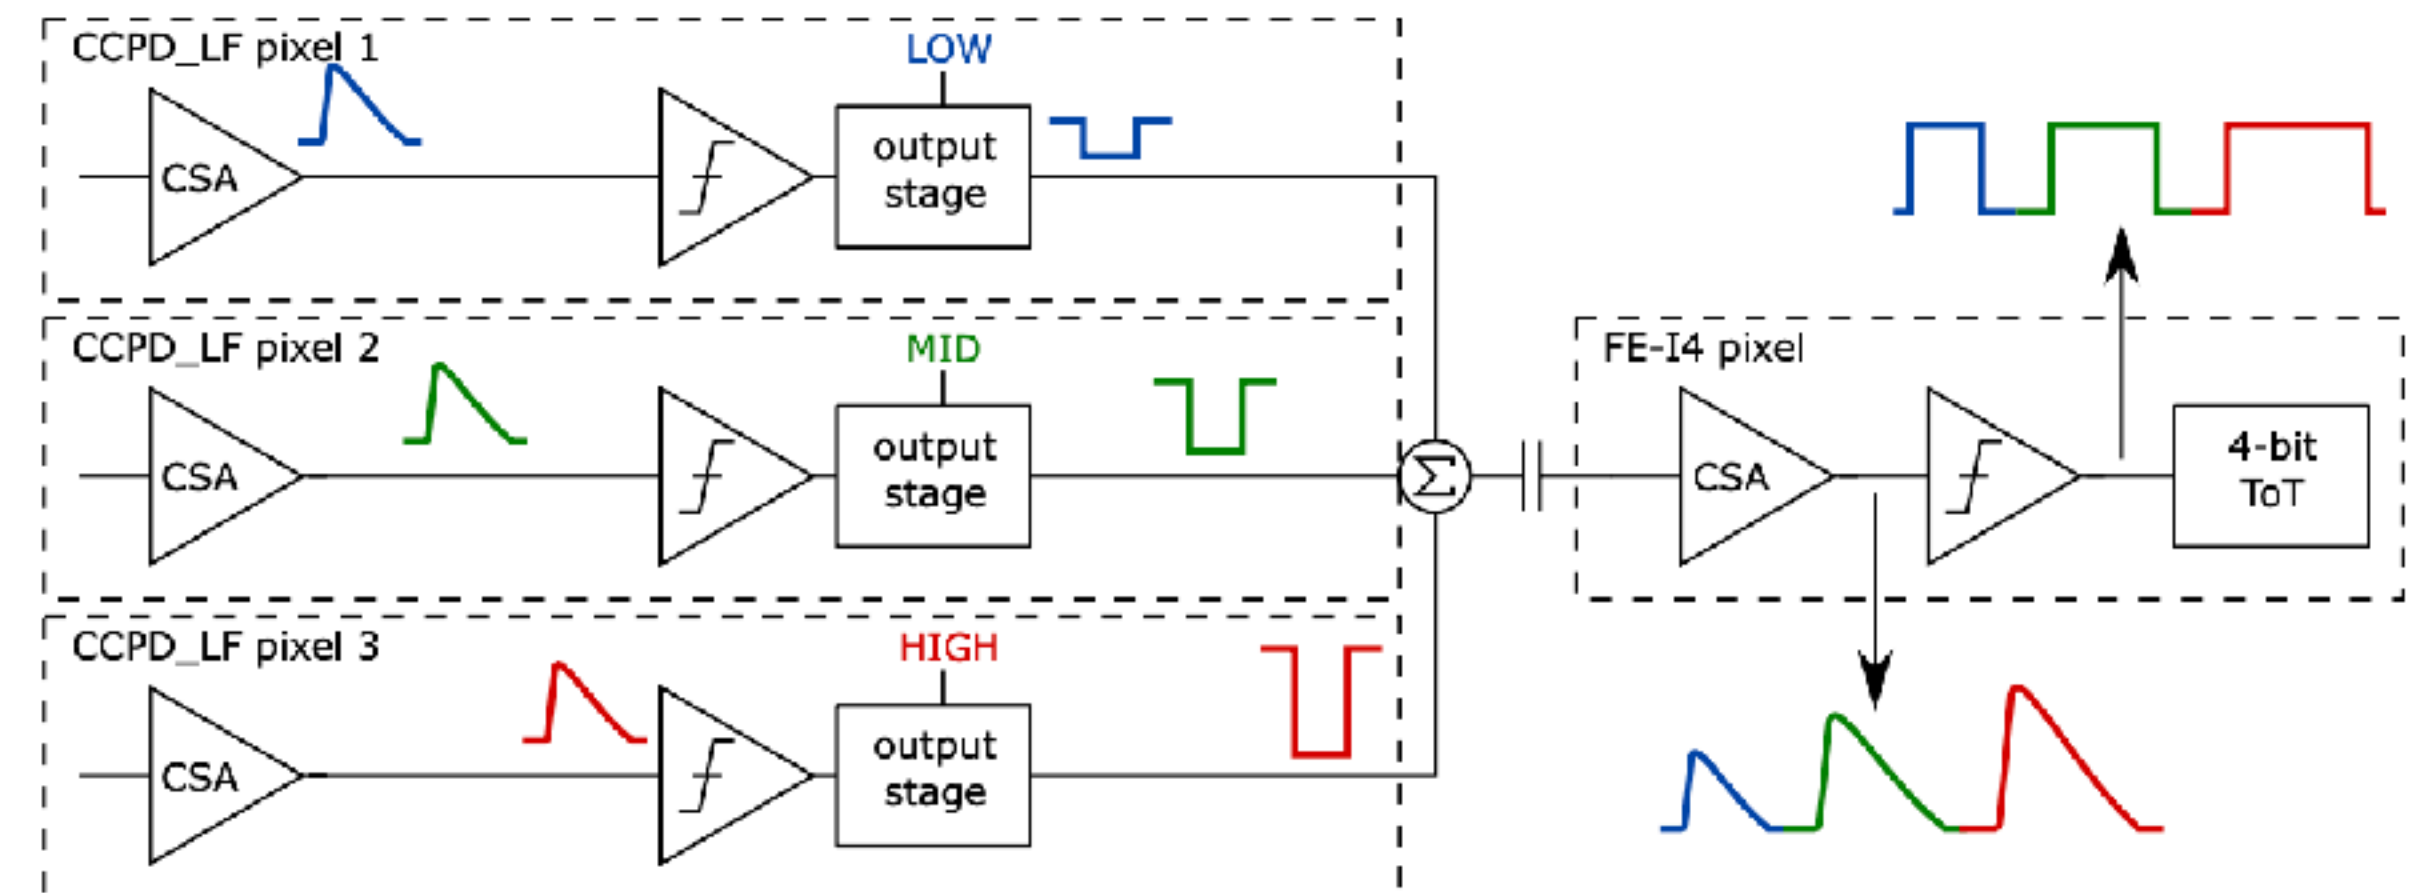 CCPD_LF pixel 1
LOW
CSA
output
stage
CCPD_LF pixel 2
MID
CSA
output
stage
Σ
FE-I4 pixel
CSA
4-bit
ToT
CCPD_LF pixel 3
HIGH
CSA
output
stage